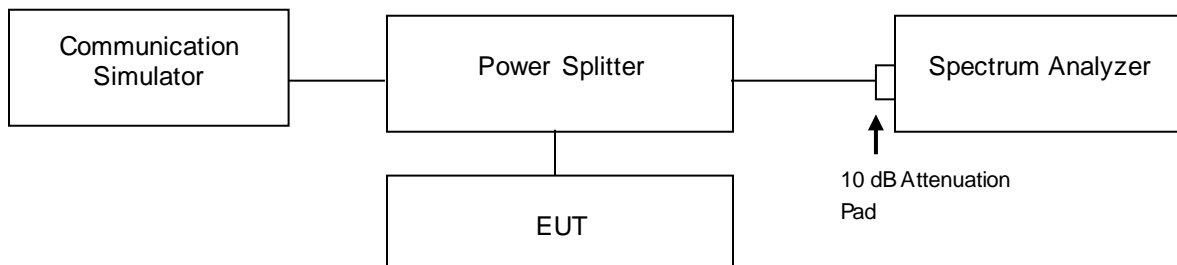 Communication
Simulator
Power Splitter
Spectrum Analyzer
10 dB Attenuation
Pad
EUT